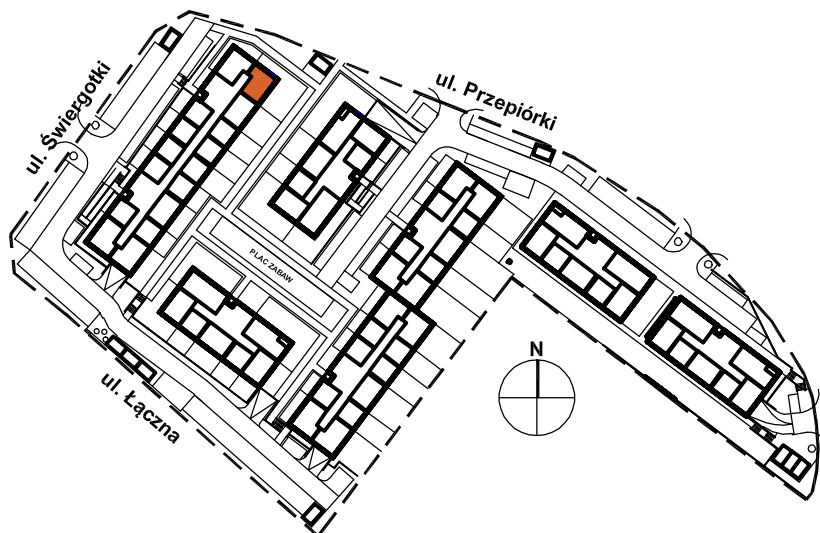 ul. Świergotki
ul. Przepiórki
PLAC ZABAW
N
ul. Łączna